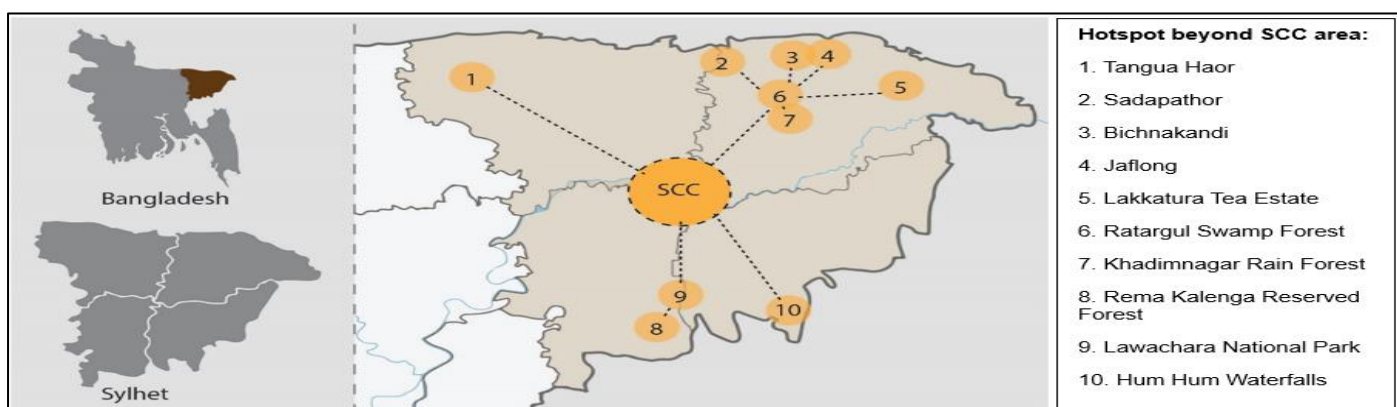 Bangladesh
Sylhet
1
2
3
4
5
6
7
SCC
9
8
10
Hotspot beyond SCC area:
1. Tangua Haor
2. Sadapathor
3. Bichnakandi
4. Jaflong
5. Lakkatura Tea Estate
6. Ratargul Swamp Forest
7. Khadimnagar Rain Forest
8. Rema Kalenga Reserved
Forest
9. Lawachara National Park
10. Hum Hum Waterfalls